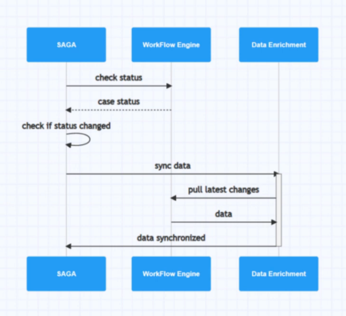 SAGA
WorkFlow Engine
Data Enrichment
check status
case status
check if status changed
sync data
pull latest changes
data
data synchronized
SAGA
WorkFlow Engine
Data Enrichment